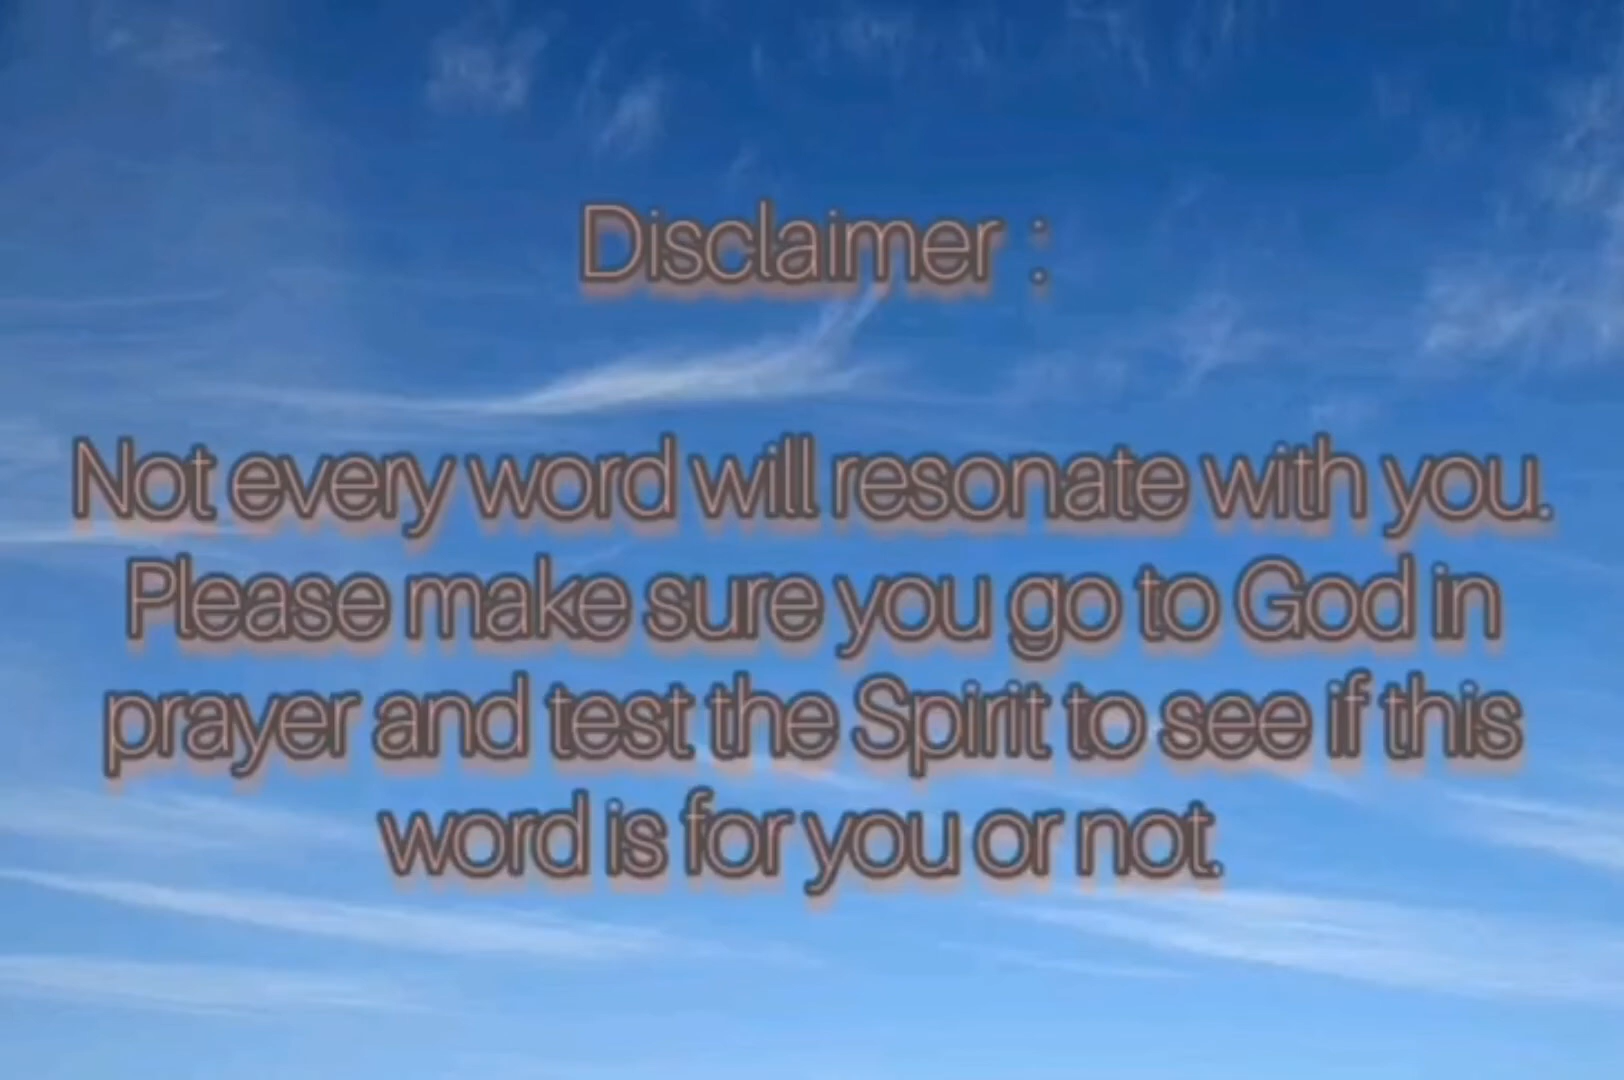 Disclaimer :
Not every word will resonate with you.
Please make sure you go to God in
prayer and test the Spirit to see if this
word is for you or not.